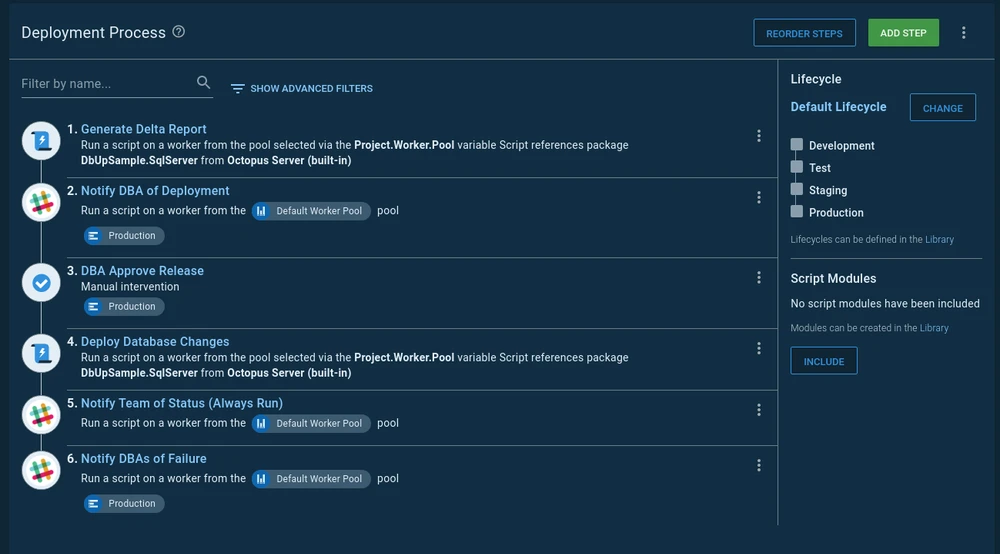 Deployment Process
REORDER STEPS
ADD STEP
Filter by name...
SHOW ADVANCED FILTERS
1. Generate Delta Report
Run a script on a worker from the pool selected via the Project.Worker.Pool variable Script references package
DbUpSample.SqlServer from Octopus Server (built-in)
2. Notify DBA of Deployment
Run a script on a worker from the Default Worker Pool pool
Production
3. DBA Approve Release
Manual intervention
Production
4. Deploy Database Changes
Run a script on a worker from the pool selected via the Project.Worker.Pool variable Script references package
DbUpSample.SqlServer from Octopus Server (built-in)
5. Notify Team of Status (Always Run)
Run a script on a worker from the Default Worker Pool pool
6. Notify DBAs of Failure
Run a script on a worker from the Default Worker Pool pool
Production
Lifecycle
Default Lifecycle
CHANGE
Development
Test
Staging
Production
Lifecycles can be defined in the Library
Script Modules
No script modules have been included
Modules can be created in the Library
INCLUDE